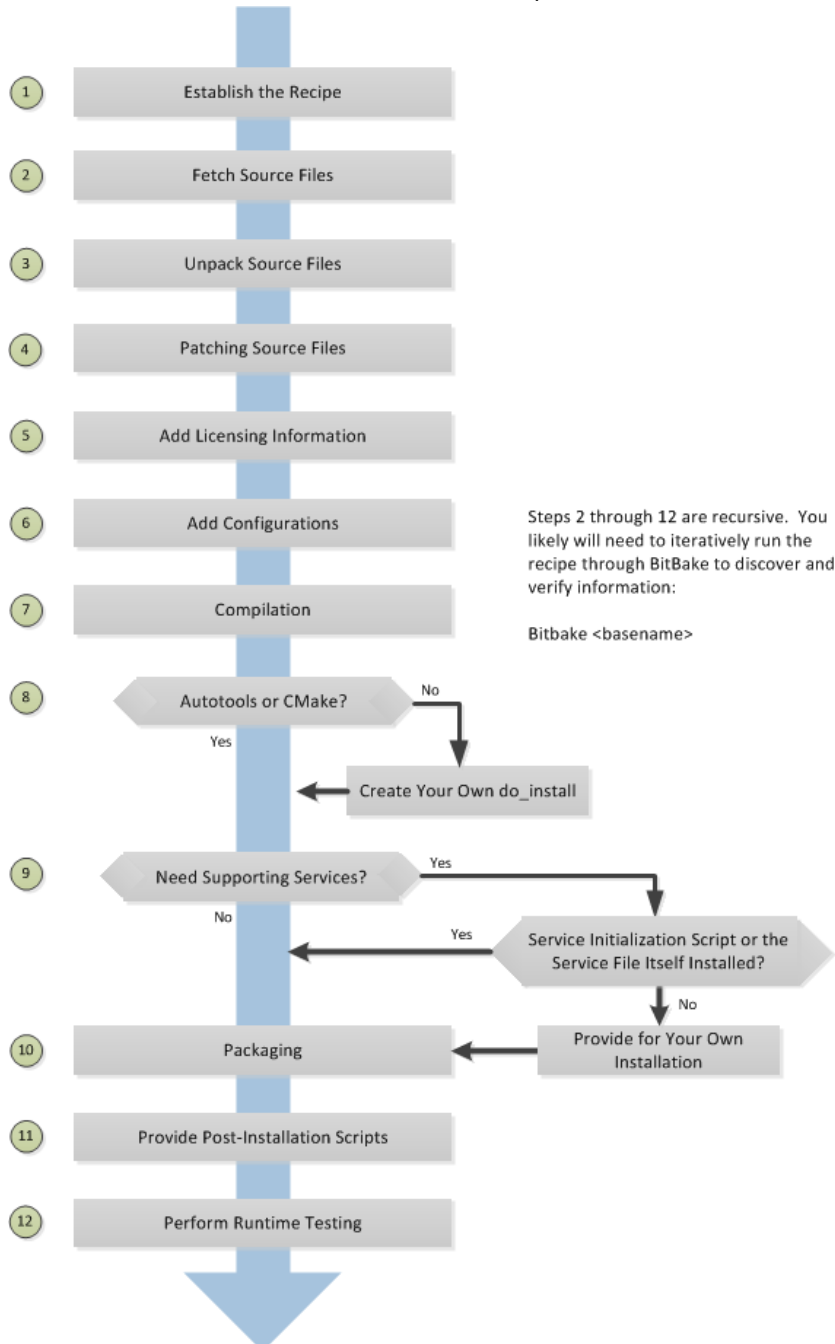 1
Establish the Recipe
2
Fetch Source Files
3
Unpack Source Files
4
Patching Source Files
5
Add Licensing Information
6
Add Configurations
Steps 2 through 12 are recursive. You
likely will need to iteratively run the
recipe through BitBake to discover and
verify information:
Bitbake <basename>
7
Compilation
8
Autotools or CMake?
No
Yes
Create Your Own do_install
9
Need Supporting Services?
Yes
No
Service Initialization Script or the
Service File Itself Installed?
Yes
No
Provide for Your Own
Installation
10
Packaging
11
Provide Post-Installation Scripts
12
Perform Runtime Testing